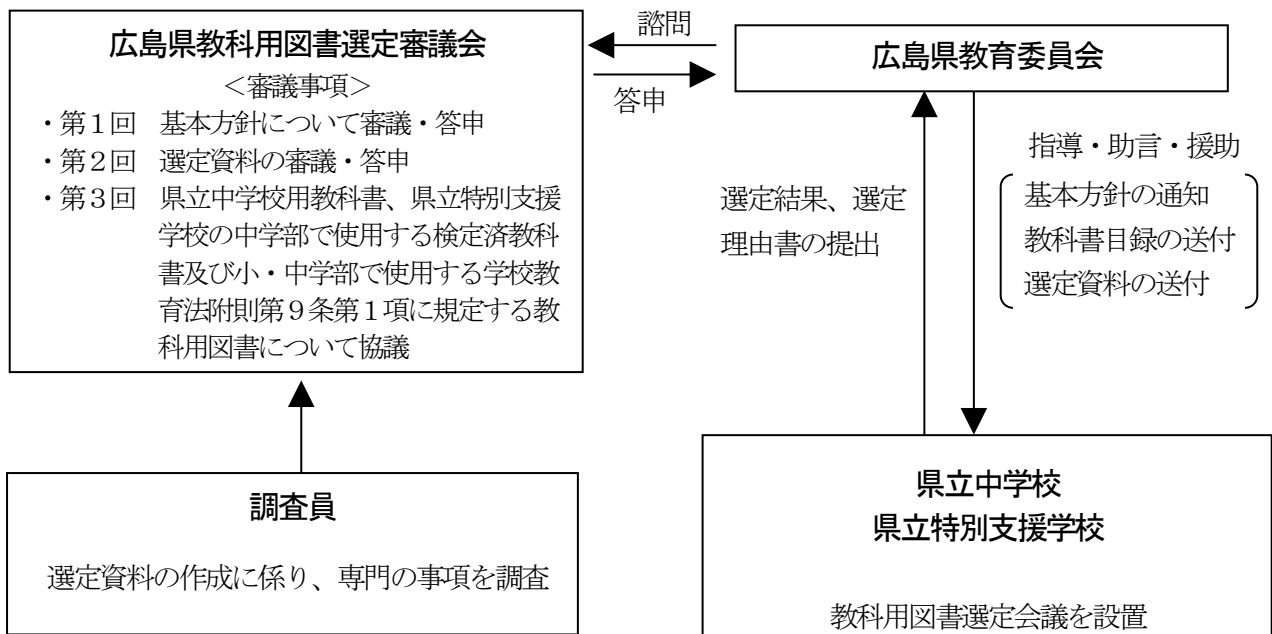 広島県教科用図書選定審議会
＜審議事項＞
・第１回　基本方針について審議・答申
・第２回　選定資料の審議・答申
・第３回　県立中学校用教科書、県立特別支援
学校の中学部で使用する検定済教科
書及び小・中学部で使用する学校教
育法附則第９条第１項に規定する教
科用図書について協議
諮問
答申
広島県教育委員会
選定結果、選定
理由書の提出
指導・助言・援助
基本方針の通知
教科書目録の送付
選定資料の送付
調査員
選定資料の作成に係り、専門の事項を調査
県立中学校
県立特別支援学校
教科用図書選定会議を設置